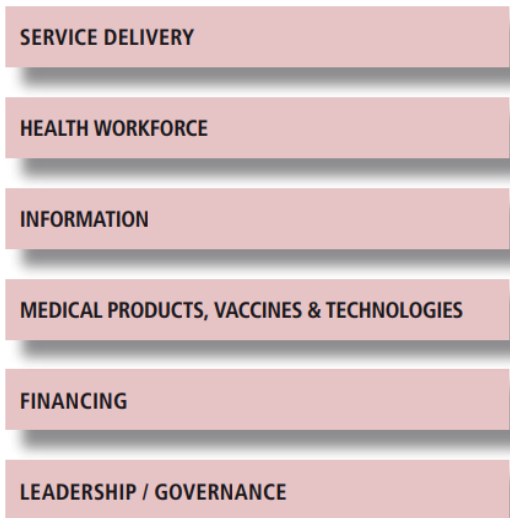 SERVICE DELIVERY
HEALTH WORKFORCE
INFORMATION
MEDICAL PRODUCTS, VACCINES & TECHNOLOGIES
FINANCING
LEADERSHIP / GOVERNANCE